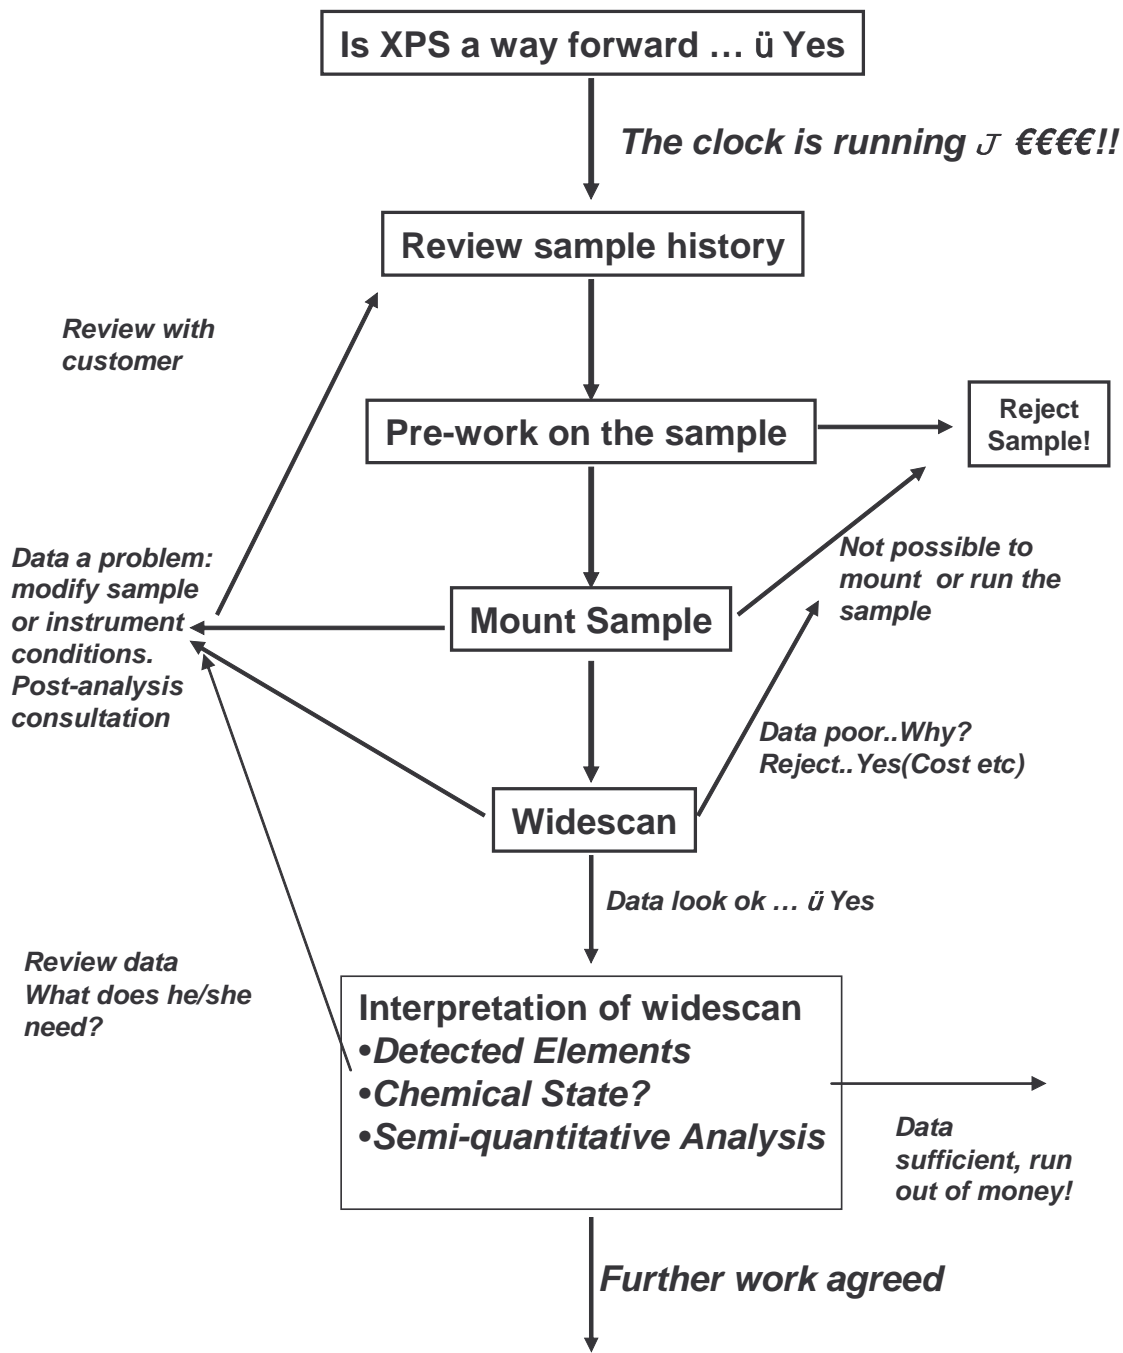 Is XPS a way forward … ü Yes
The clock is running J €€€€!!
Review sample history
Review with
customer
Pre-work on the sample
Reject
Sample!
Data a problem:
modify sample
or instrument
conditions.
Post-analysis
consultation
Not possible to
mount or run the
sample
Mount Sample
Data poor..Why?
Reject..Yes(Cost etc)
Widescan
Data look ok … ü Yes
Review data
What does he/she
need?
Interpretation of widescan
•Detected Elements
•Chemical State?
•Semi-quantitative Analysis
Data
sufficient, run
out of money!
Further work agreed